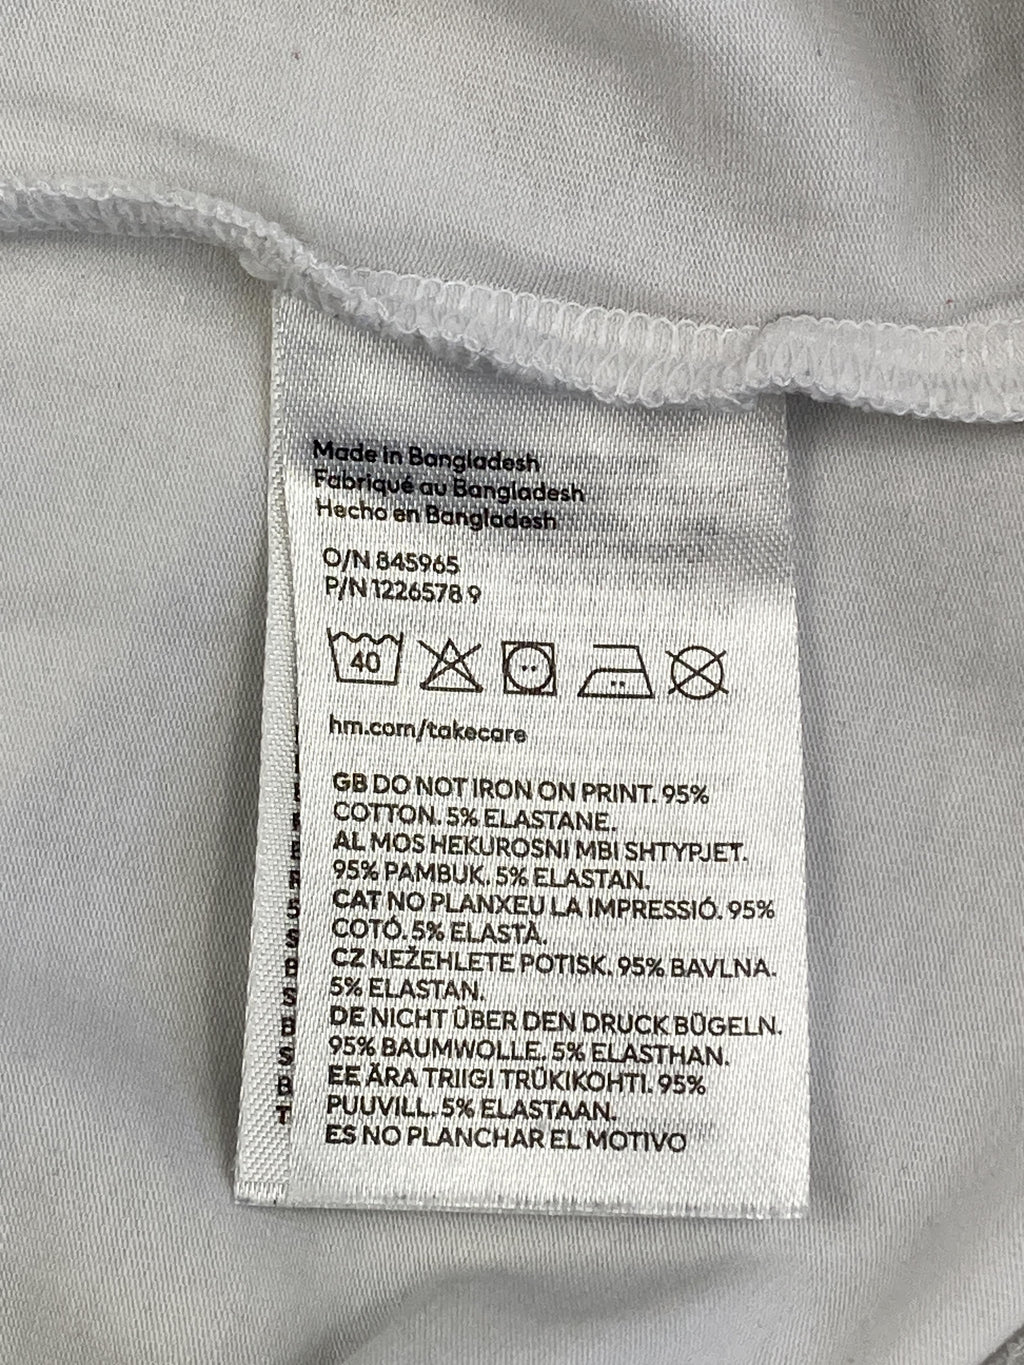 Made in Bangladesh
Fabriqué au Bangladesh
Hecho en Bangladesh
O/N 845965
P/N 1226578 9
40
hm.com/takecare
GB DO NOT IRON ON PRINT. 95%
COTTON. 5% ELASTANE.
AL MOS HEKUROSNI MBI SHTYPJET.
95% PAMBUK. 5% ELASTAN.
CAT NO PLANXEU LA IMPRESSIÓ. 95%
COTÓ. 5% ELASTÀ.
CZ NEŽEHLETE POTISK. 95% BAVLNA.
5% ELASTAN.
DE NICHT ÜBER DEN DRUCK BÜGELN.
95% BAUMWOLLE. 5% ELASTHAN.
EE ÄRA TRIIGI TRÜKIKOHTI. 95%
PUUVILL. 5% ELASTAAN.
ES NO PLANCHAR EL MOTIVO